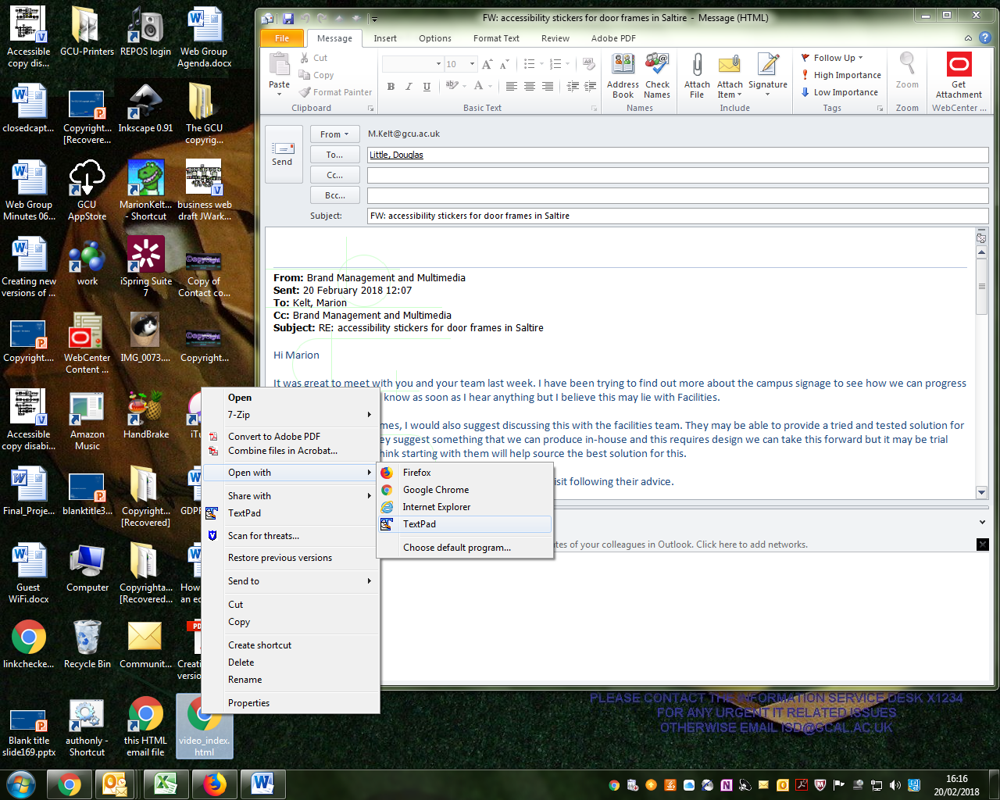 Accessible
copy dis...
GCU-Printers
REPOS login
Web Group
Agenda.docx
closedcapt...
Copyright...
[Recovere...
Inkscape 0.91
The GCU
copyrig...
Web Group
Minutes 06...
GCU
AppStore
MarionKelt...
- Shortcut
business web
draft JWark...
Creating new
versions of ...
work
iSpring Suite
7
Copy of
Contact co...
Copyright....
WebCenter
Content ...
IMG_0073....
Copyright...
Accessible
copy disabi...
Amazon
Music
HandBrake
iTu
Final_Proje...
blanktitle3...
Copyright...
[Recovered]
GDPR
Guest
WiFi.docx
Computer
Copyrighta...
[Recovered...
How
an ed
linkchecke...
Recycle Bin
Communit...
Creati
versio
Blank title
slide169.pptx
authonly -
Shortcut
this HTML
email file
video_index.
html
FW: accessibility stickers for door frames in Saltire - Message (HTML)
File Message Insert Options Format Text Review Adobe PDF
Paste
Cut
Copy
Format Painter
Clipboard
10
B I U
Basic Text
Address
Book
Check
Names
Names
Attach
File
Attach
Item
Signature
Include
Follow Up
High Importance
Low Importance
Tags
Zoom
Zoom
Get
Attachment
WebCenter ...
Send
From M.Kelt@gcu.ac.uk
To... Little, Douglas
Cc...
Bcc...
Subject: FW: accessibility stickers for door frames in Saltire
From: Brand Management and Multimedia
Sent: 20 February 2018 12:07
To: Kelt, Marion
Cc: Brand Management and Multimedia
Subject: RE: accessibility stickers for door frames in Saltire
Hi Marion
It was great to meet with you and your team last week. I have been trying to find out more about the campus signage to see how we can progress
know as soon as I hear anything but I believe this may lie with Facilities.
mes, I would also suggest discussing this with the facilities team. They may be able to provide a tried and tested solution for
ey suggest something that we can produce in-house and this requires design we can take this forward but it may be trial
hink starting with them will help source the best solution for this.
isit following their advice.
tes of your colleagues in Outlook. Click here to add networks.
Open
7-Zip
Convert to Adobe PDF
Combine files in Acrobat...
Open with
Share with
TextPad
Scan for threats...
Restore previous versions
Send to
Cut
Copy
Create shortcut
Delete
Rename
Properties
Firefox
Google Chrome
Internet Explorer
TextPad
Choose default program...
PLEASE CONTACT THE INFORMATION SERVICE DESK X1234
FOR ANY URGENT IT RELATED ISSUES
OTHERWISE EMAIL ISD@GCAL.AC.UK
16:16
20/02/2018